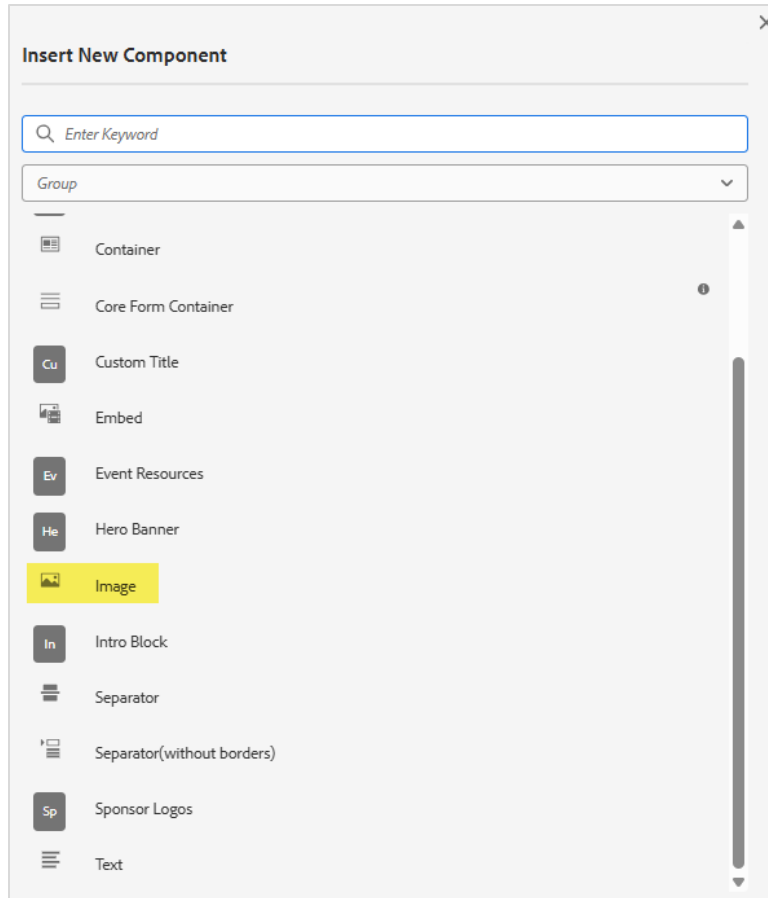 Insert New Component
Enter Keyword
Group
Container
Core Form Container
Cu Custom Title
Embed
Ev Event Resources
He Hero Banner
Image
In Intro Block
Separator
Separator(without borders)
Sp Sponsor Logos
Text